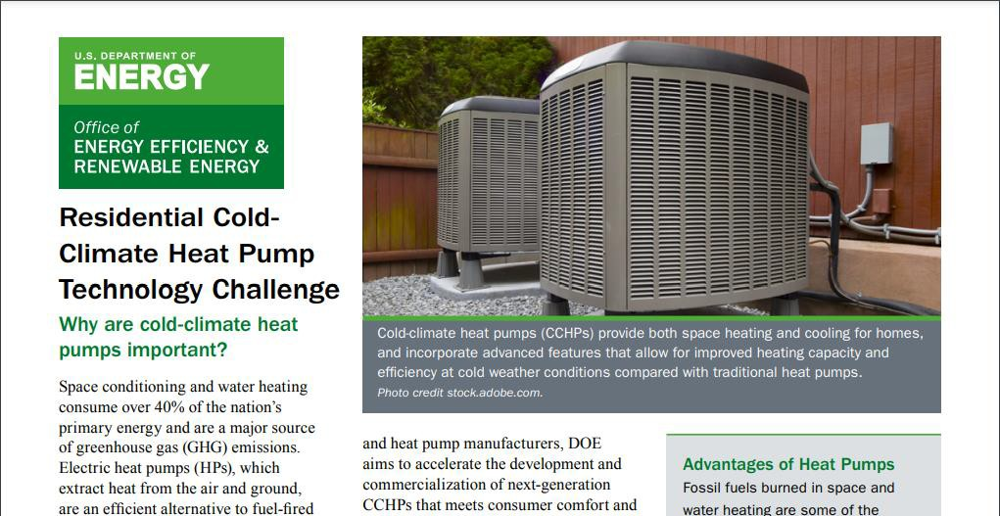 U.S. DEPARTMENT OF
ENERGY
Office of
ENERGY EFFICIENCY &
RENEWABLE ENERGY
Residential Cold-
Climate Heat Pump
Technology Challenge
Why are cold-climate heat
pumps important?
Space conditioning and water heating
consume over 40% of the nation's
primary energy and are a major source
of greenhouse gas (GHG) emissions.
Electric heat pumps (HPs), which
extract heat from the air and ground,
are an efficient alternative to fuel-fired
Cold-climate heat pumps (CCHPs) provide both space heating and cooling for homes,
and incorporate advanced features that allow for improved heating capacity and
efficiency at cold weather conditions compared with traditional heat pumps.
Photo credit stock.adobe.com.
and heat pump manufacturers, DOE
aims to accelerate the development and
commercialization of next-generation
CCHPs that meets consumer comfort and
Advantages of Heat Pumps
Fossil fuels burned in space and
water heating are some of the